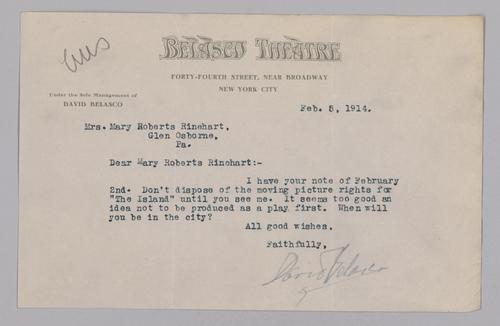 Ans
BELASCO THEATRE
FORTY-FOURTH STREET, NEAR BROADWAY
NEW YORK CITY
Under the Sole Management of
DAVID BELASCO
Feb. 5, 1914.
Mrs. Mary Roberts Rinehart,
Glen Osborne,
Pa.
Dear Mary Roberts Rinehart:-
I have your note of February
2nd. Don't dispose of the moving picture rights for
"The Island" until you see me. It seems too good an
idea not to be produced as a play first. When will
you be in the city?
All good wishes.
Faithfully,
David Belasco